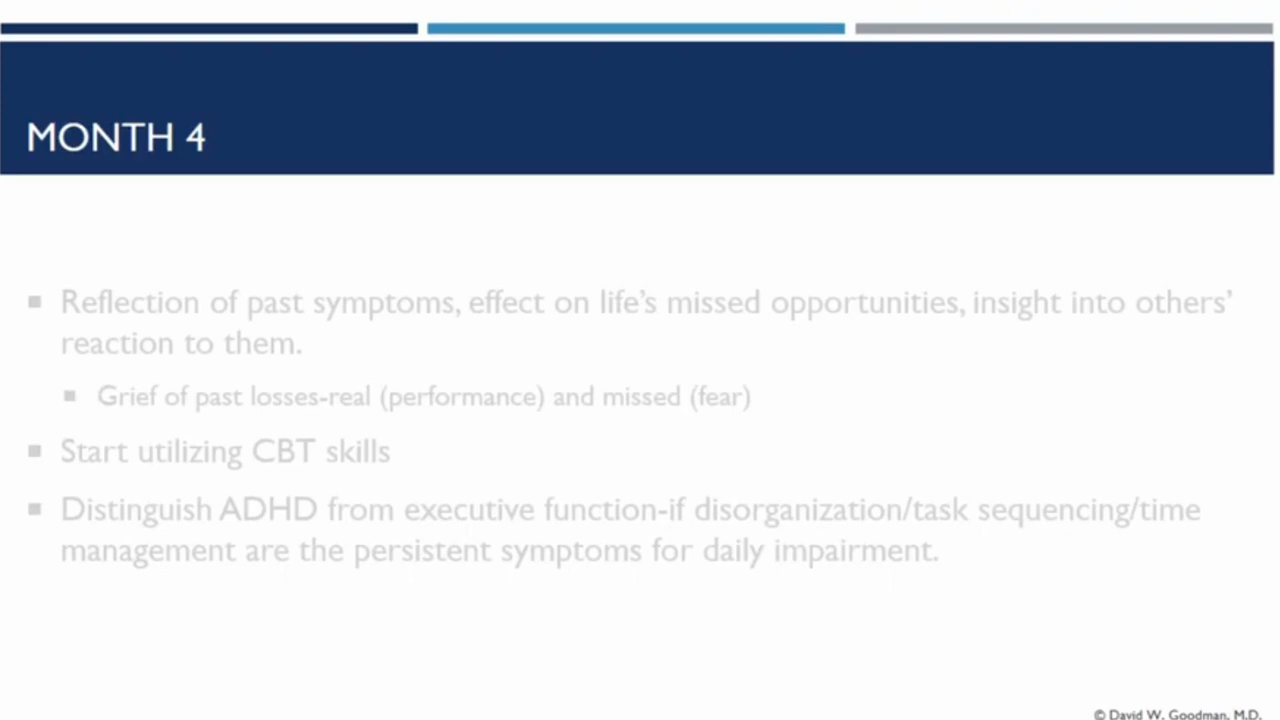 MONTH 4
Reflection of past symptoms, effect on life's missed opportunities, insight into others'
reaction to them.
Grief of past losses-real (performance) and missed (fear)
Start utilizing CBT skills
Distinguish ADHD from executive function-if disorganization/task sequencing/time
management are the persistent symptoms for daily impairment.
© David W. Goodman, M.D.